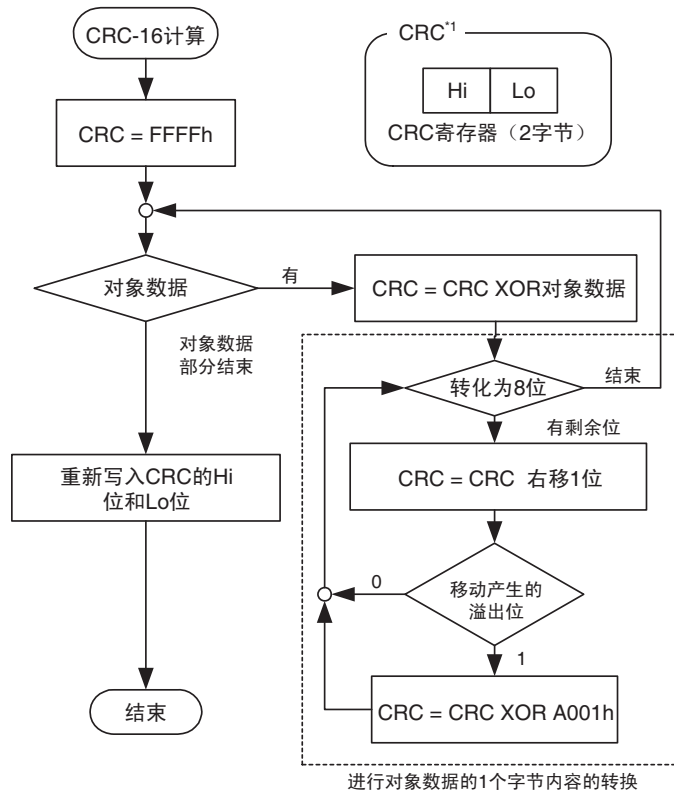 CRC-16计算
CRC*1
Hi
Lo
CRC寄存器（2字节）
CRC = FFFFh
对象数据
有
CRC = CRC XOR对象数据
对象数据
部分结束
转化为8位
结束
有剩余位
重新写入CRC的Hi
位和Lo位
CRC = CRC 右移1位
移动产生的
溢出位
0
1
结束
CRC = CRC XOR A001h
进行对象数据的1个字节内容的转换